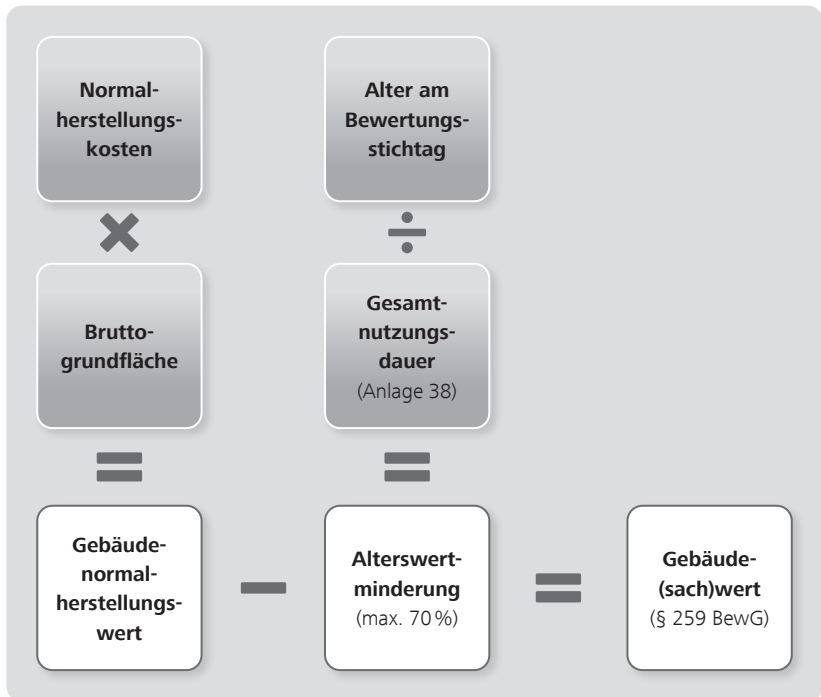 Normal-
herstellungs-
kosten
Alter am
Bewertungs-
stichtag
Brutto-
grundfläche
Gesamt-
nutzungs-
dauer
(Anlage 38)
Gebäude-
normal-
herstellungs-
wert
Alterswert-
minderung
(max. 70 %)
Gebäude-
(sach)wert
(§ 259 BewG)